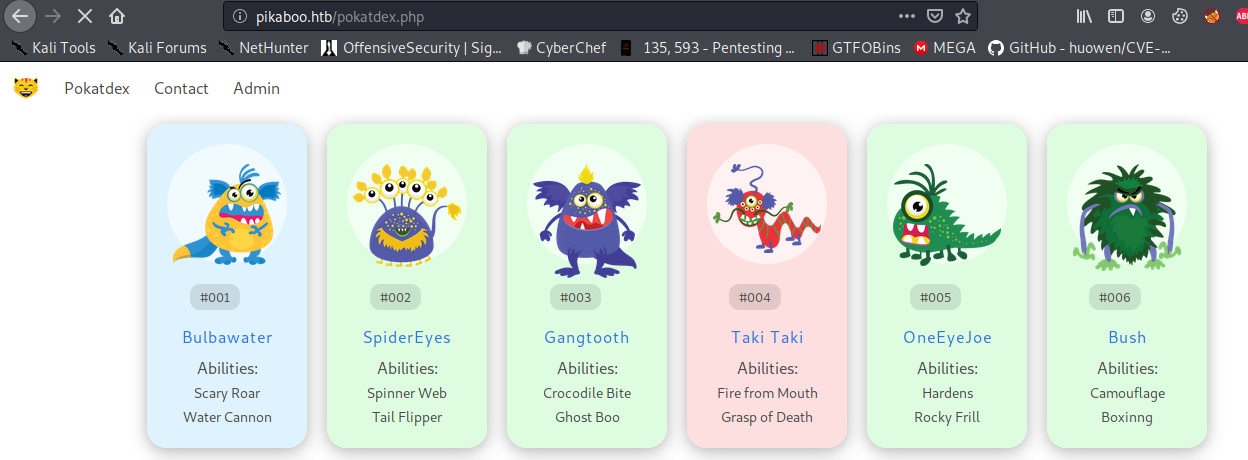 pikaboo.htb/pokatdex.php
Kali Tools Kali Forums NetHunter OffensiveSecurity | Sig... CyberChef 135, 593 - Pentesting ... GTFOBins MEGA GitHub - huowen/CVE-...
Pokatdex Contact Admin
#001 #002 #003 #004 #005 #006
Bulbawater SpiderEyes Gangtooth Taki Taki OneEyeJoe Bush
Abilities: Abilities: Abilities: Abilities: Abilities: Abilities:
Scary Roar Spinner Web Crocodile Bite Fire from Mouth Hardens Camouflage
Water Cannon Tail Flipper Ghost Boo Grasp of Death Rocky Frill Boxinng